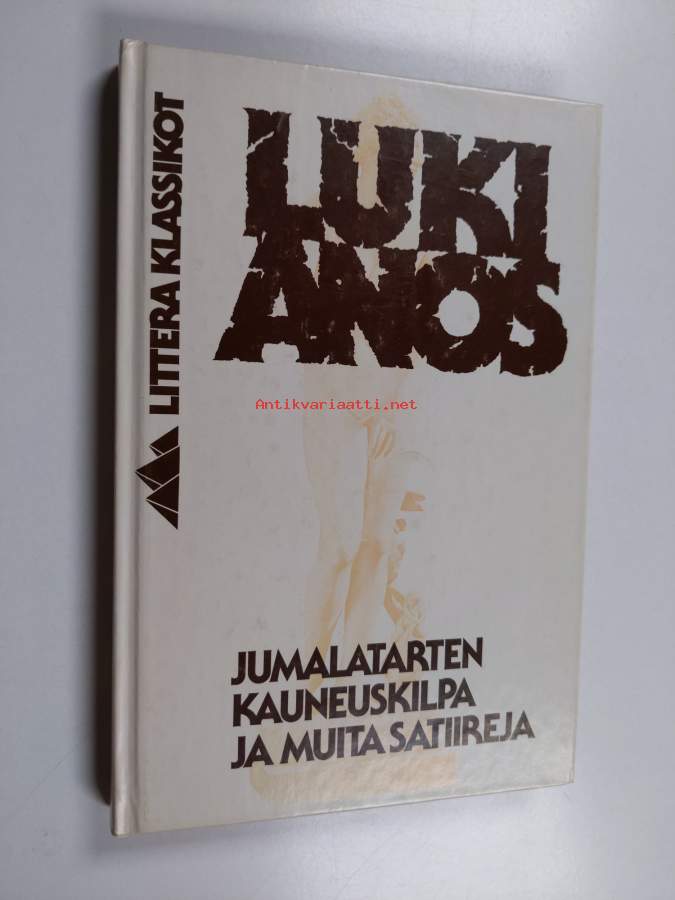 LITTERA KLASSIKOT
LUKI
ANOS
Antikvariaatti.net
JUMALATARTEN
KAUNEUSKILPA
JA MUITA SATIIREJA